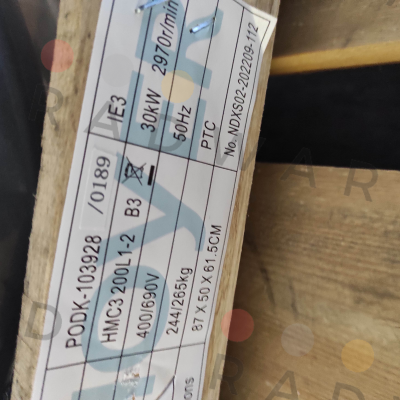 PODK-103928 /0189
HMC3 200L1-2 B3 IE3
400/690V 30kW 2970r/min
244/265kg 50Hz
87 X 50 X 61.5CM PTC
No. NDXS02-202209-112
ons